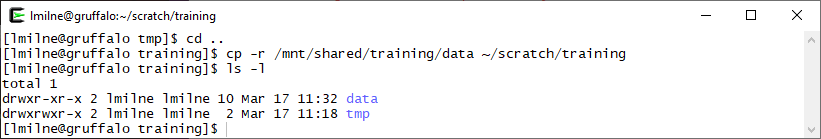 lmilne@gruffalo:~/scratch/training
[lmilne@gruffalo tmp]$ cd ..
[lmilne@gruffalo training]$ cp -r /mnt/shared/training/data ~/scratch/training
[lmilne@gruffalo training]$ ls -l
total 1
drwxr-xr-x 2 lmilne lmilne 10 Mar 17 11:32 data
drwxrwxr-x 2 lmilne lmilne  2 Mar 17 11:18 tmp
[lmilne@gruffalo training]$